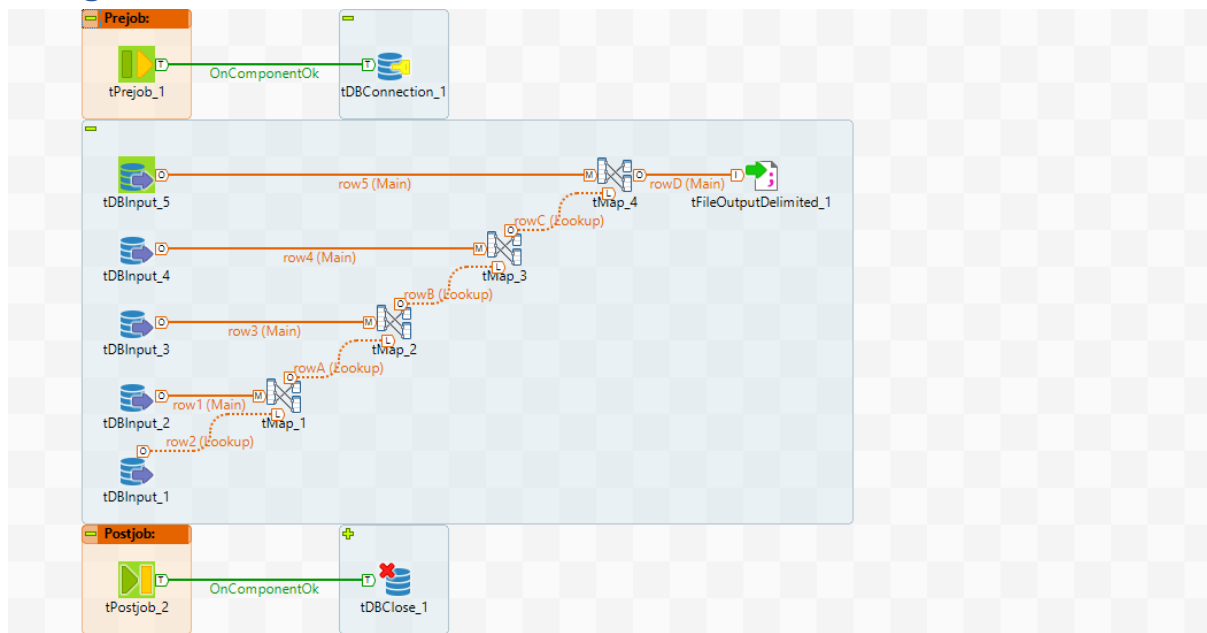 Prejob:
T
OnComponentOk
T
tPrejob_1
tDBConnection_1
O
row5 (Main)
M
O
rowD (Main)
I
tDBInput_5
L
tMap_4
tFileOutputDelimited_1
rowC (Lookup)
O
O
row4 (Main)
M
tDBInput_4
L
tMap_3
rowB (Lookup)
O
O
row3 (Main)
M
tDBInput_3
L
tMap_2
rowA (Lookup)
O
O
row1 (Main)
M
tDBInput_2
L
tMap_1
row2 (Lookup)
O
tDBInput_1
Postjob:
T
OnComponentOk
T
tPostjob_2
tDBClose_1